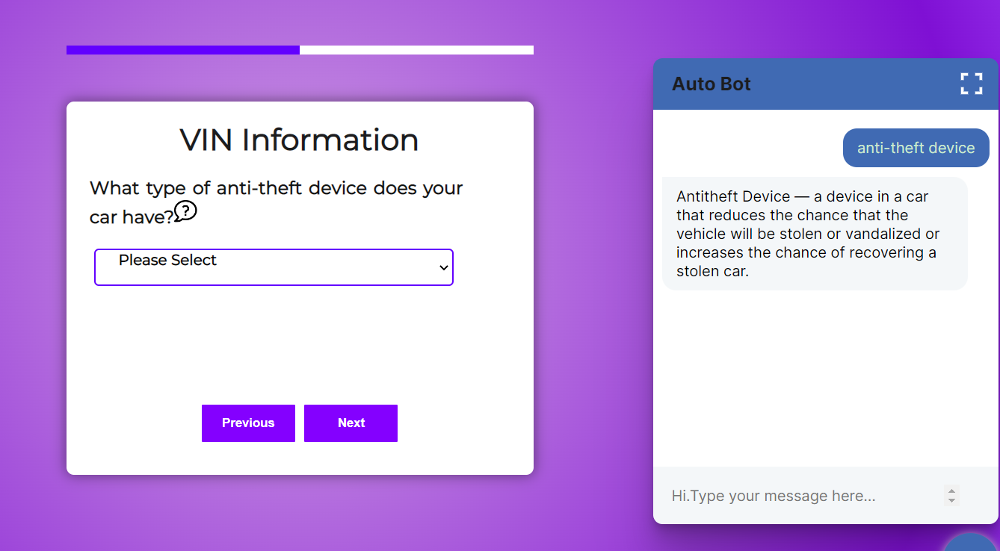 VIN Information
What type of anti-theft device does your
car have?
Please Select
Previous
Next
Auto Bot
anti-theft device
Antitheft Device — a device in a car
that reduces the chance that the
vehicle will be stolen or vandalized or
increases the chance of recovering a
stolen car.
Hi.Type your message here...